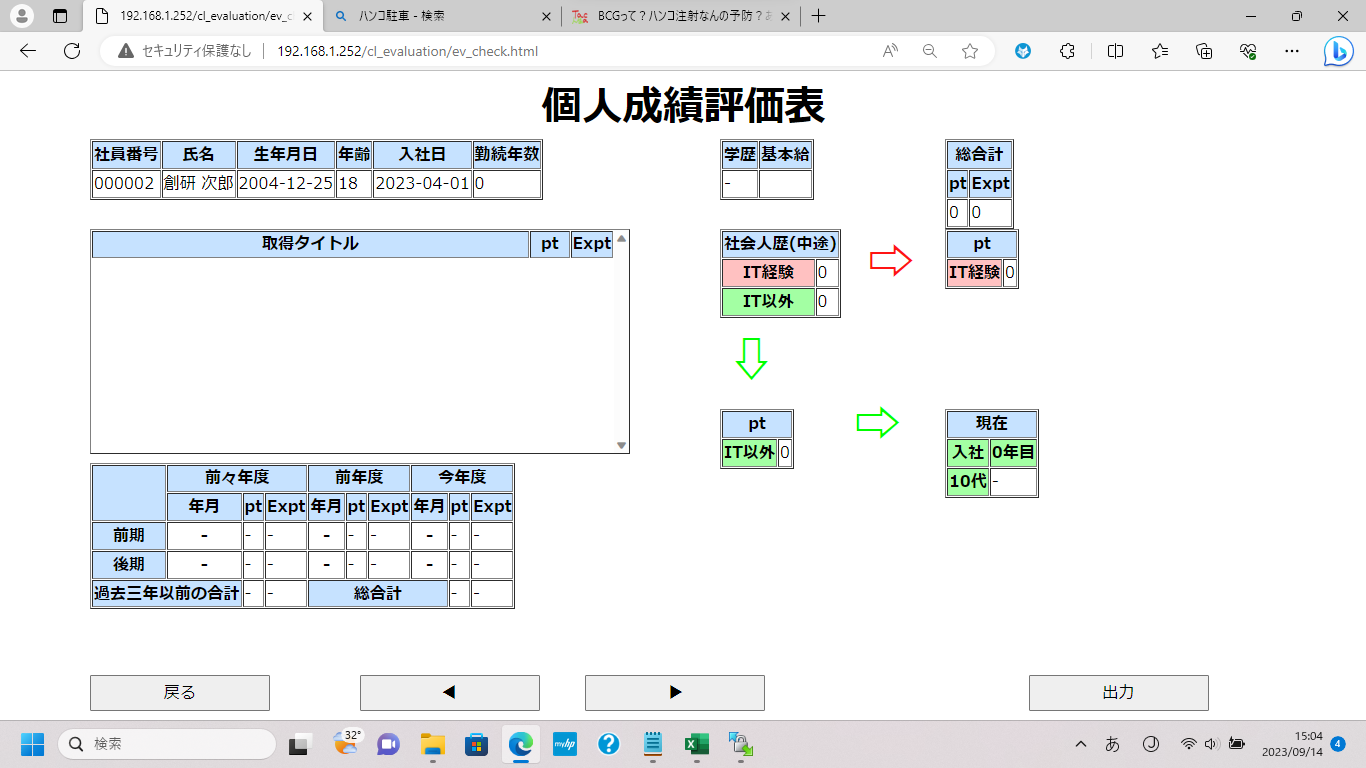 192.168.1.252/cl_evaluation/ev_c
ハンコ駐車 - 検索
BCGって？ハンコ注射なんの予防？あ
セキュリティ保護なし 192.168.1.252/cl_evaluation/ev_check.html
個人成績評価表
社員番号 氏名 生年月日 年齢 入社日 勤続年数
000002 創研 次郎 2004-12-25 18 2023-04-01 0
学歴 基本給
-
総合計
pt Expt
0 0
取得タイトル pt Expt
社会人歴(中途)
IT経験 0
IT以外 0
pt
IT経験 0
pt
IT以外 0
現在
入社 0年目
10代 -
前々年度 前年度 今年度
年月 pt Expt 年月 pt Expt 年月 pt Expt
前期 - - - - - - - - -
後期 - - - - - - - - -
過去三年以前の合計 - - 総合計 - -
戻る ◀ ▶ 出力
検索
32°
myhp
あ
15:04
2023/09/14
4